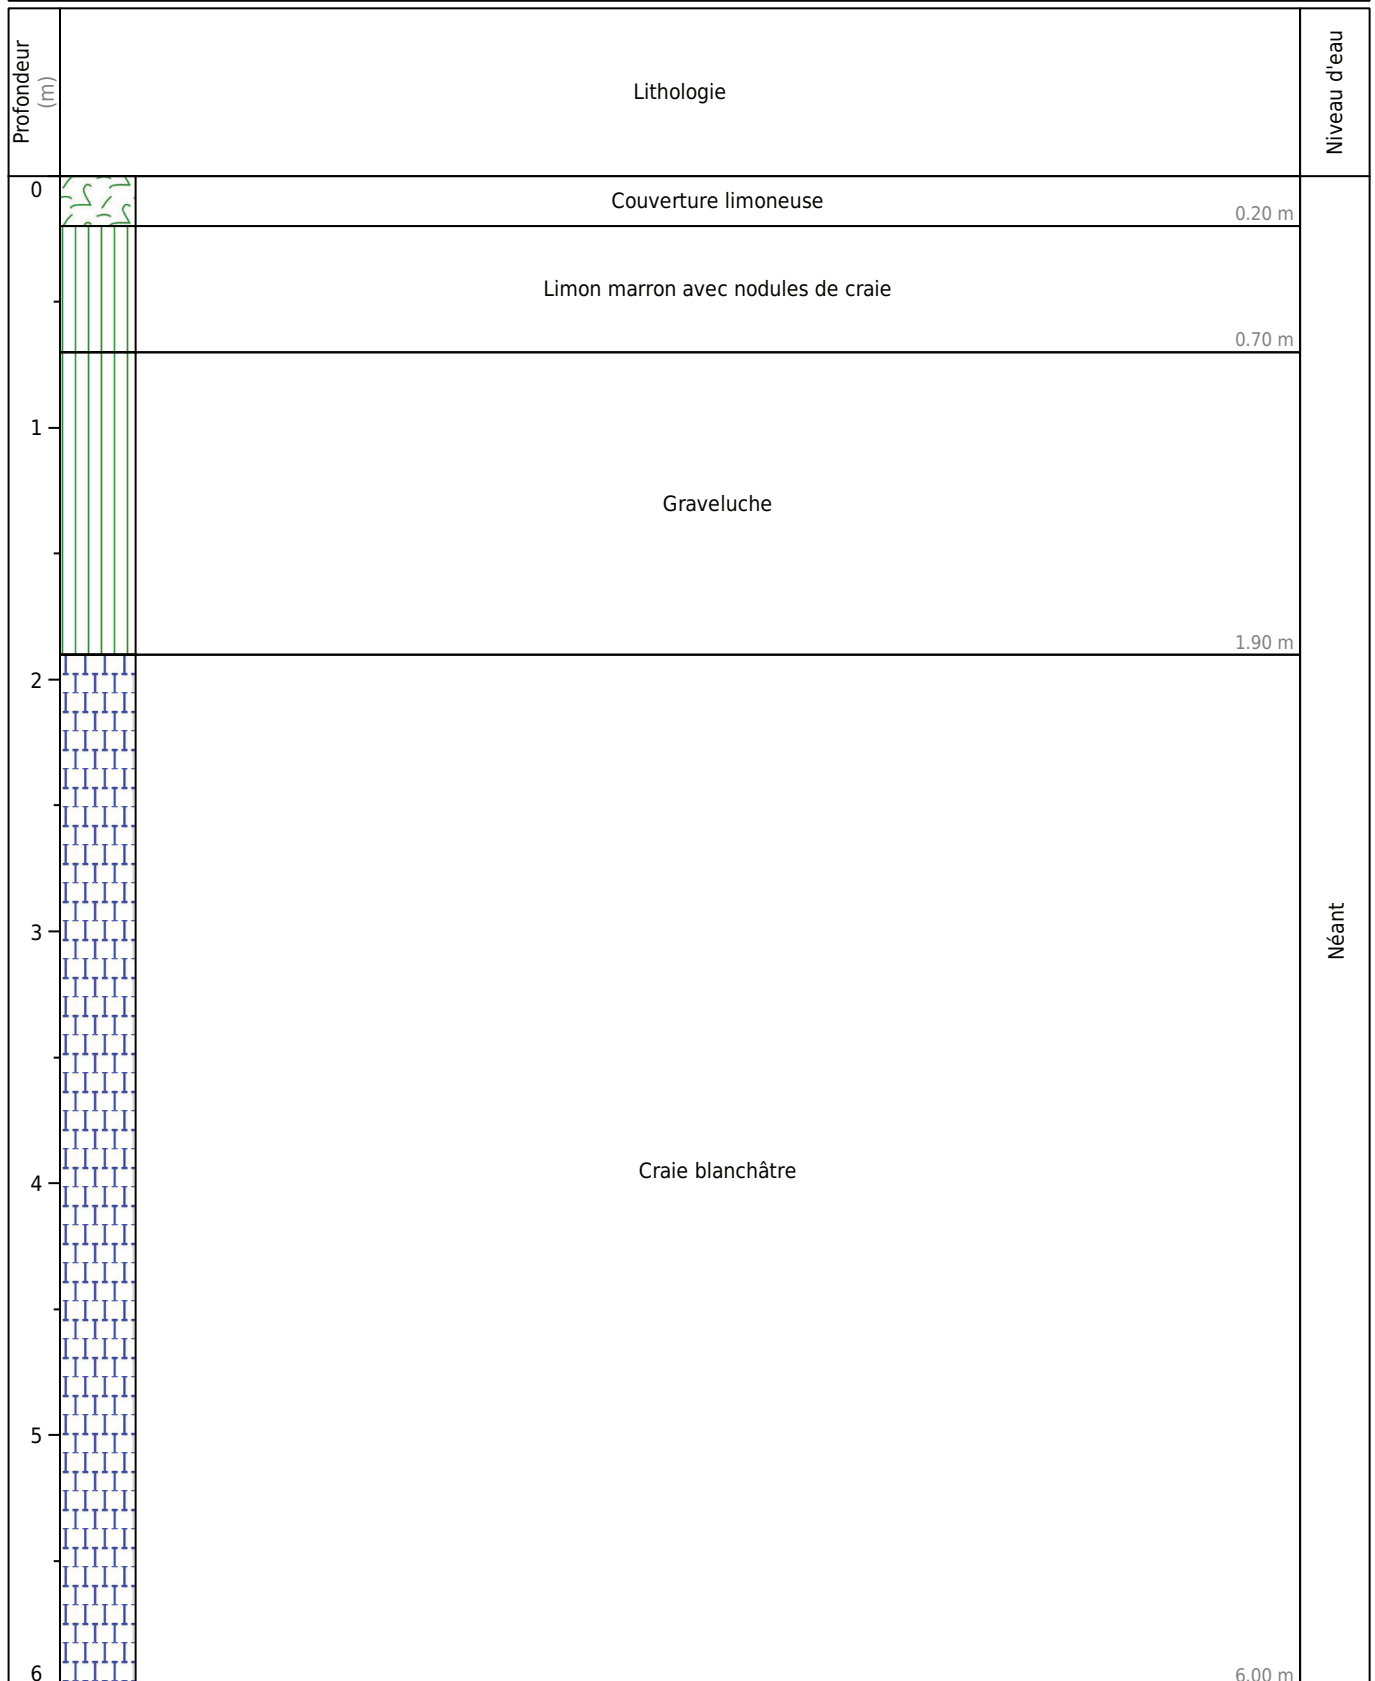 Profondeur
(m)
Lithologie
Niveau d'eau
0
Couverture limoneuse
0.20 m
Limon marron avec nodules de craie
0.70 m
1
Graveluche
1.90 m
2
3
Néant
Craie blanchâtre
4
5
6
6.00 m